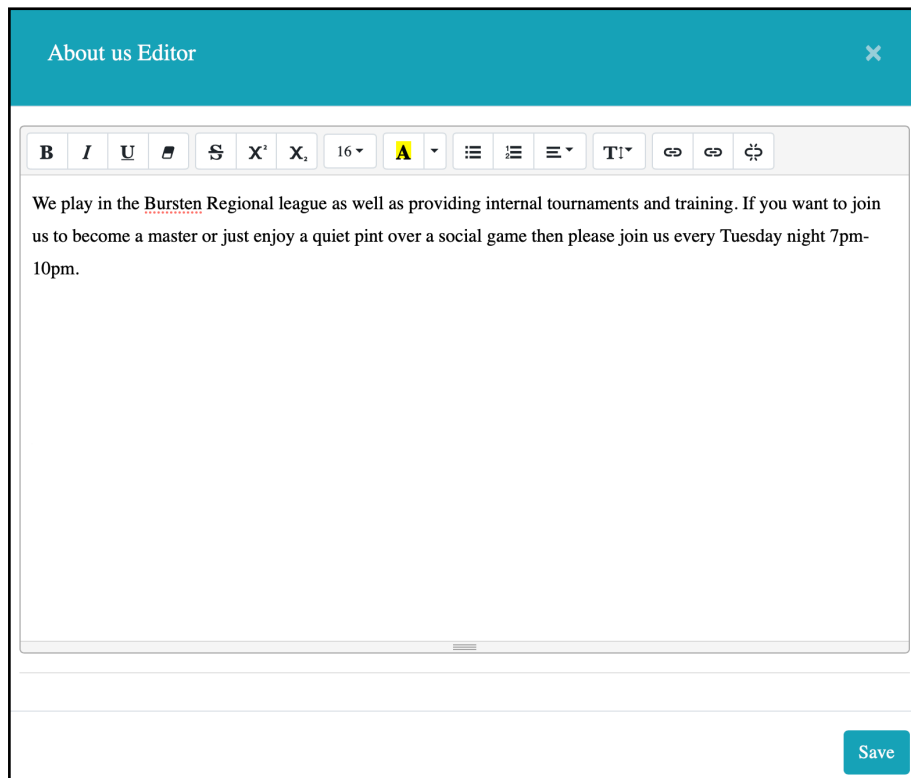 About us Editor
B I U S X² X₂ 16 A T
We play in the Bursten Regional league as well as providing internal tournaments and training. If you want to join
us to become a master or just enjoy a quiet pint over a social game then please join us every Tuesday night 7pm-
10pm.
Save